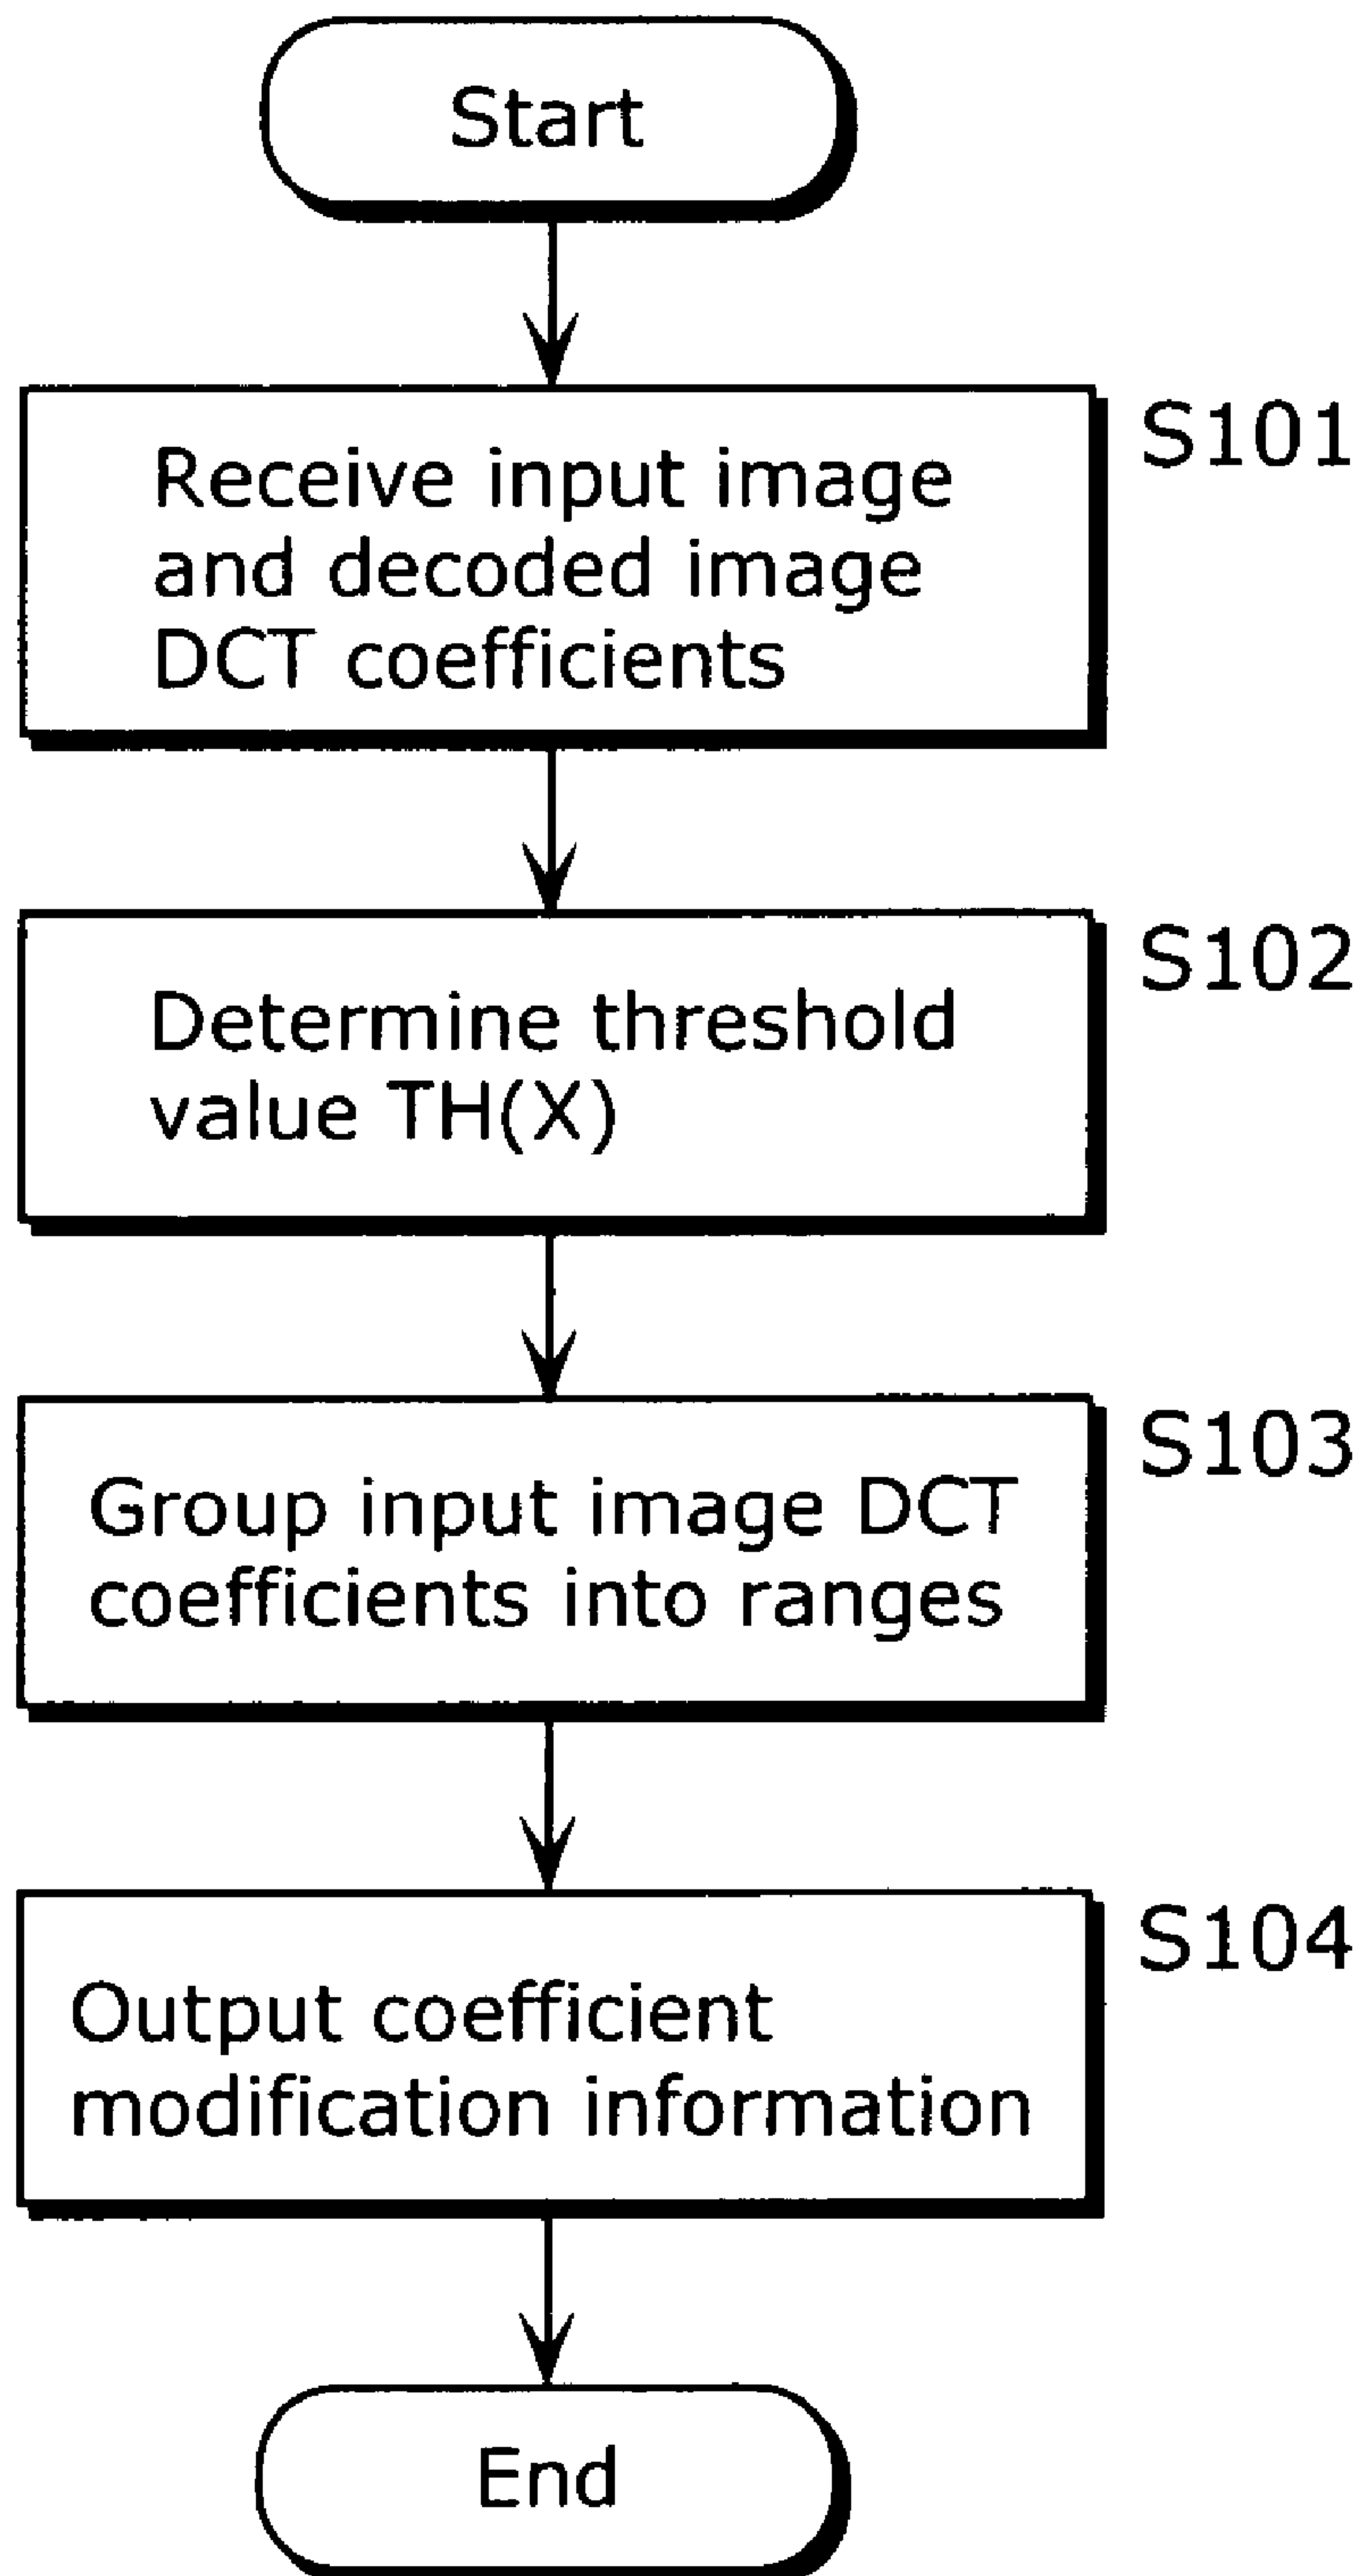 Start
S101
Receive input image
and decoded image
DCT coefficients
S102
Determine threshold
value TH(X)
S103
Group input image DCT
coefficients into ranges
S104
Output coefficient
modification information
End